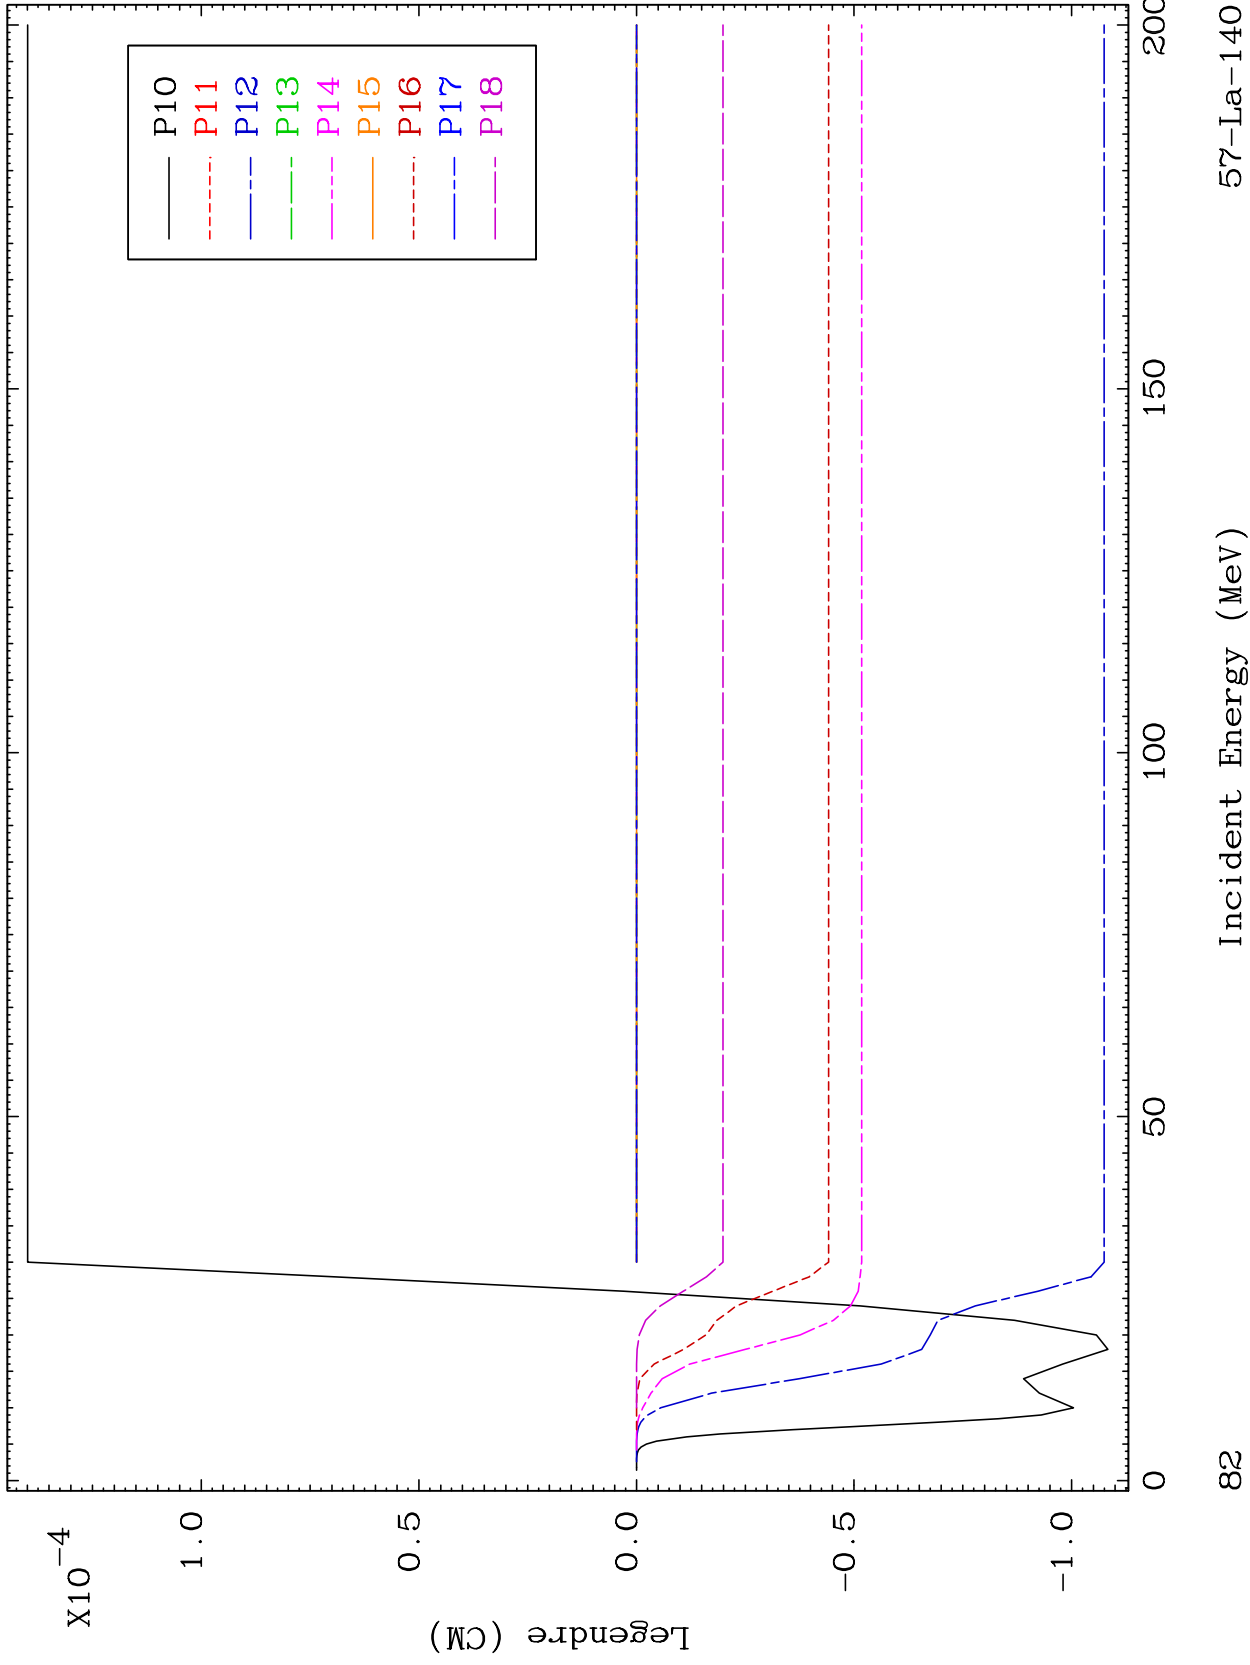 X10-4
1.0
0.5
0.0
-0.5
-1.0
Legendre (CM)
P10
P11
P12
P13
P14
P15
P16
P17
P18
0
50
100
150
200
82
Incident Energy (MeV)
57-La-140